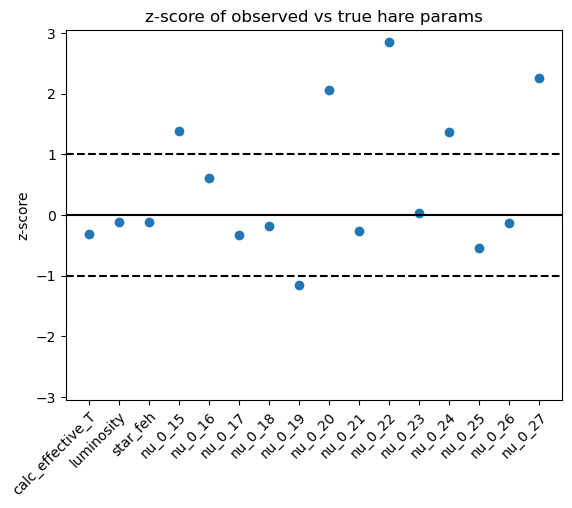 z-score of observed vs true hare params
3
2
1
0
−1
−2
−3
z-score
calc_effective_T
luminosity
star_feh
nu_0_15
nu_0_16
nu_0_17
nu_0_18
nu_0_19
nu_0_20
nu_0_21
nu_0_22
nu_0_23
nu_0_24
nu_0_25
nu_0_26
nu_0_27